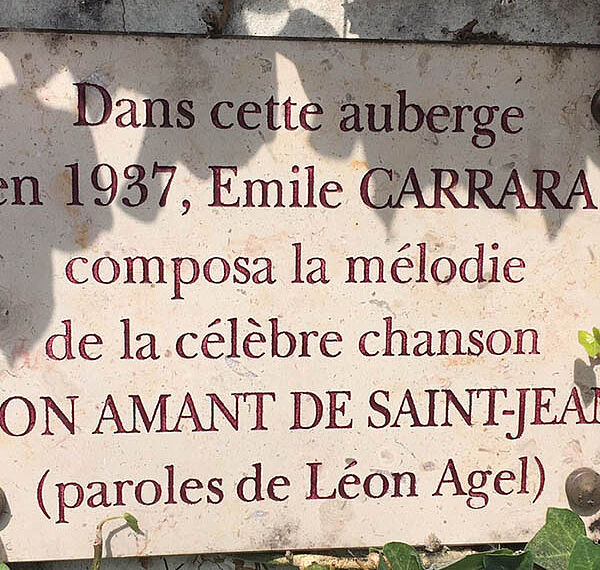 Dans cette auberge
en 1937, Emile CARRARA
composa la mélodie
de la célèbre chanson
ON AMANT DE SAINT-JEAN
(paroles de Léon Agel)